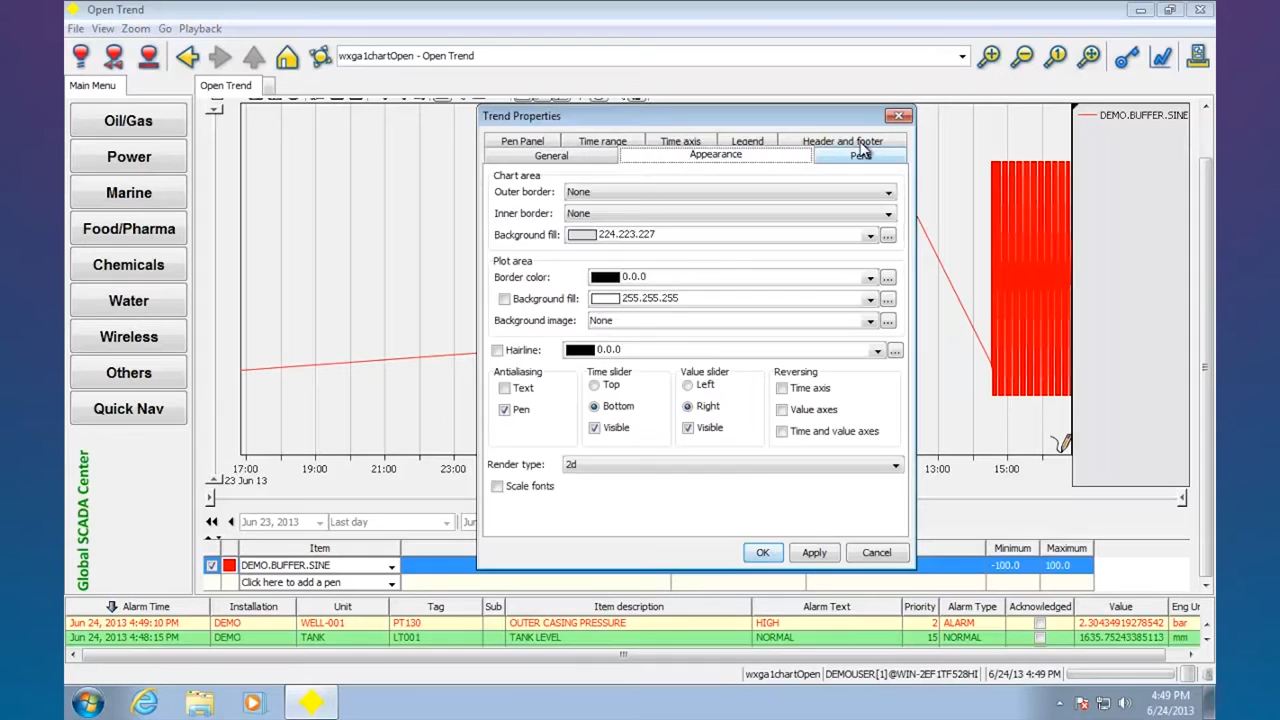 Open Trend
File View Zoom Go Playback
wxga1chartOpen - Open Trend
Main Menu
Open Trend
Oil/Gas
Power
Marine
Food/Pharma
Chemicals
Water
Wireless
Others
Quick Nav
Global SCADA Center
Trend Properties
Pen Panel Time range Time axis Legend Header and footer
General Appearance
Chart area
Outer border: None
Inner border: None
Background fill: 224.223.227
Plot area
Border color: 0.0.0
Background fill: 255.255.255
Background image: None
Hairline: 0.0.0
Antialiasing Time slider Value slider Reversing
Text Top Left Time axis
Pen Bottom Right Value axes
Visible Visible Time and value axes
Render type: 2d
Scale fonts
OK Apply Cancel
DEMO.BUFFER.SINE
17:00 19:00 21:00 23:00 13:00 15:00
23 Jun 13
Jun 23, 2013 Last day
Item Minimum Maximum
DEMO.BUFFER.SINE -100.0 100.0
Click here to add a pen
Alarm Time Installation Unit Tag Sub Item description Alarm Text Priority Alarm Type Acknowledged Value Eng U
Jun 24, 2013 4:49:10 PM DEMO WELL-001 PT130 OUTER CASING PRESSURE HIGH 2 ALARM 2.30434919278542 bar
Jun 24, 2013 4:48:15 PM DEMO TANK LT001 TANK LEVEL NORMAL 15 NORMAL 1635.75243385113 mm
wxga1chartOpen DEMOUSER[1]@WIN-2EF1TF528HI 6/24/13 4:49 PM
4:49 PM
6/24/2013